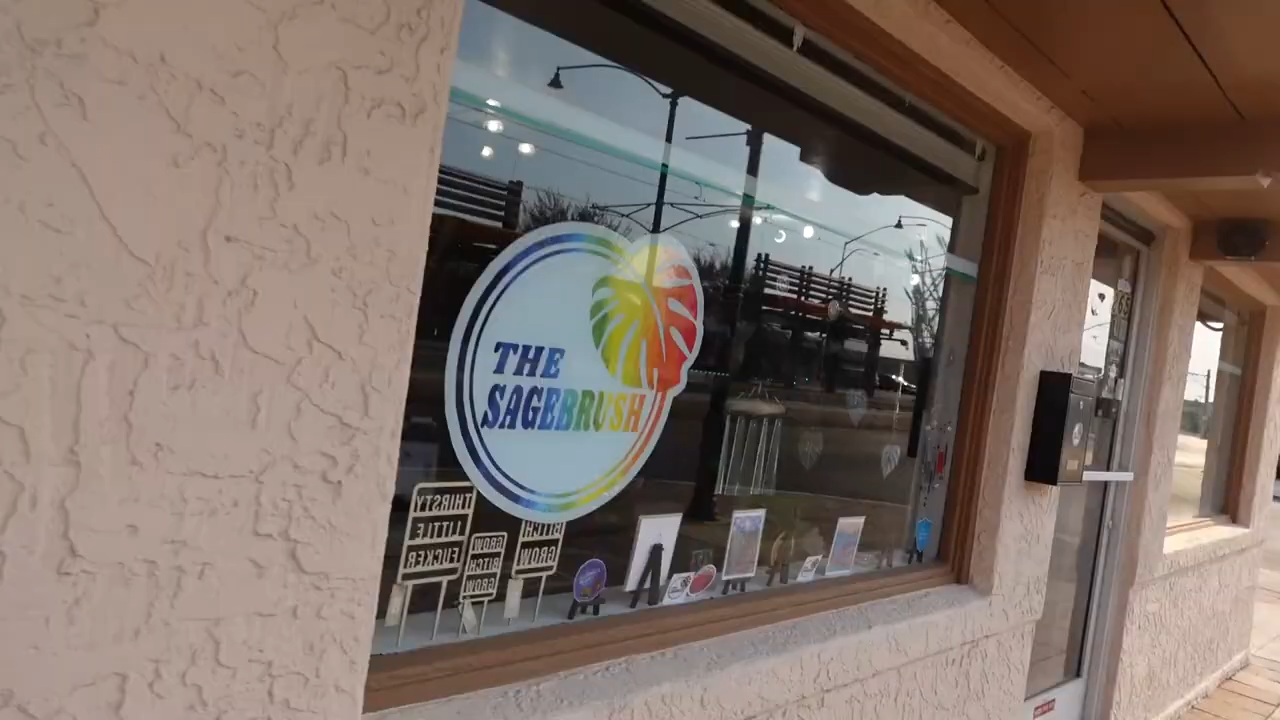 THE
SAGEBRUSH
THIRSTY
LITTLE
FUCKER
GROW
BITCH
GROW
BITCH
GROW